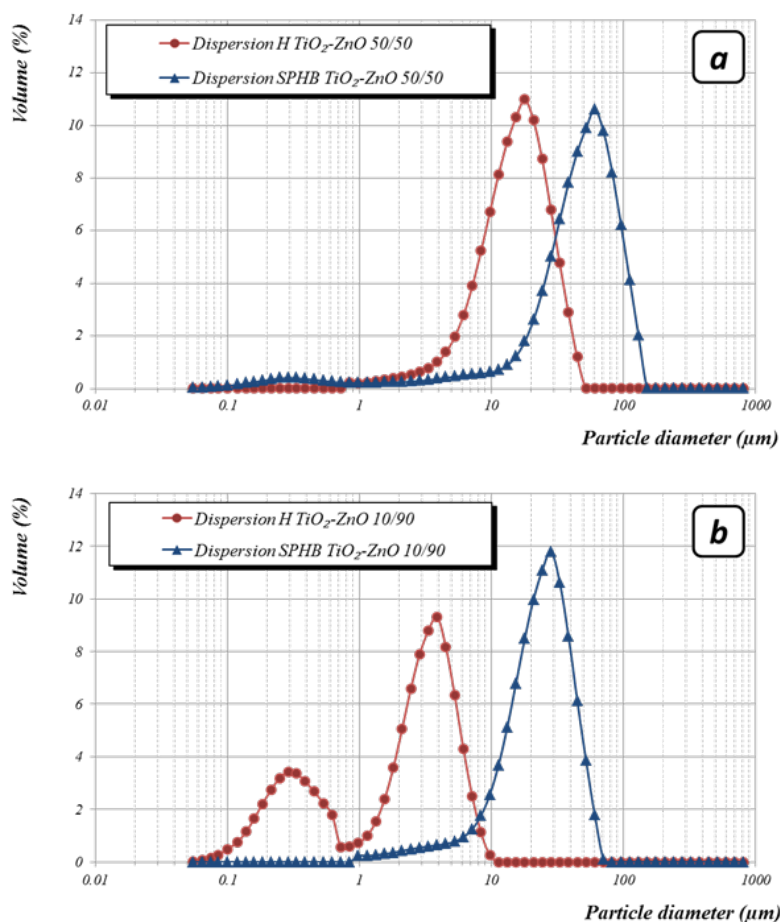 14
12
10
8
6
4
2
0
Volume (%)
Dispersion H TiO₂-ZnO 50/50
Dispersion SPHB TiO₂-ZnO 50/50
a
0.01 0.1 1 10 100 1000
Particle diameter (µm)
14
12
10
8
6
4
2
0
Volume (%)
Dispersion H TiO₂-ZnO 10/90
Dispersion SPHB TiO₂-ZnO 10/90
b
0.01 0.1 1 10 100 1000
Particle diameter (µm)